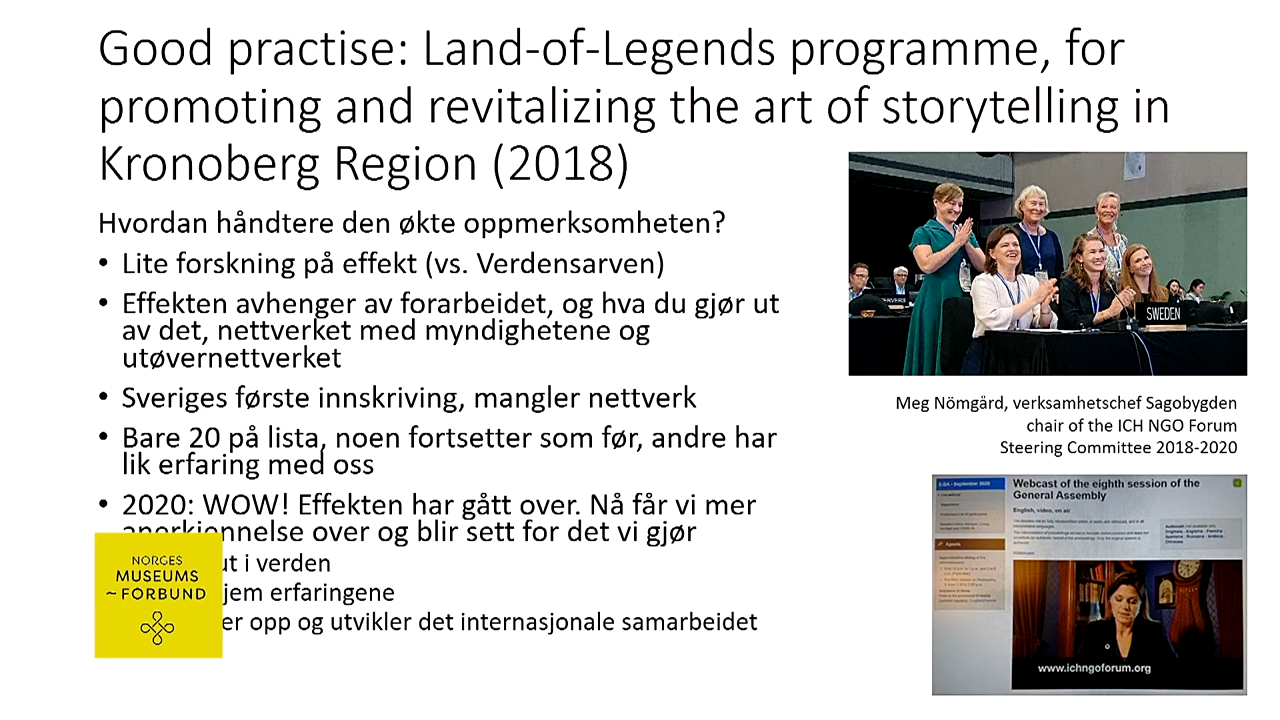 Good practise: Land-of-Legends programme, for
promoting and revitalizing the art of storytelling in
Kronoberg Region (2018)
Hvordan håndtere den økte oppmerksomheten?
• Lite forskning på effekt (vs. Verdensarven)
• Effekten avhenger av forarbeidet, og hva du gjør ut
av det, nettverket med myndighetene og
utøvernettverket
• Sveriges første innskriving, mangler nettverk
• Bare 20 på lista, noen fortsetter som før, andre har
lik erfaring med oss
• 2020: WOW! Effekten har gått over. Nå får vi mer
anerkjennelse over og blir sett for det vi gjør
ut i verden
jem erfaringene
er opp og utvikler det internasjonale samarbeidet
NORGES
MUSEUMS
~FORBUND
SWEDEN
Meg Nömgård, verksamhetschef Sagobygden
chair of the ICH NGO Forum
Steering Committee 2018-2020
Webcast of the eighth session of the
General Assembly
English, video, on air
Agenda
www.ichngoforum.org